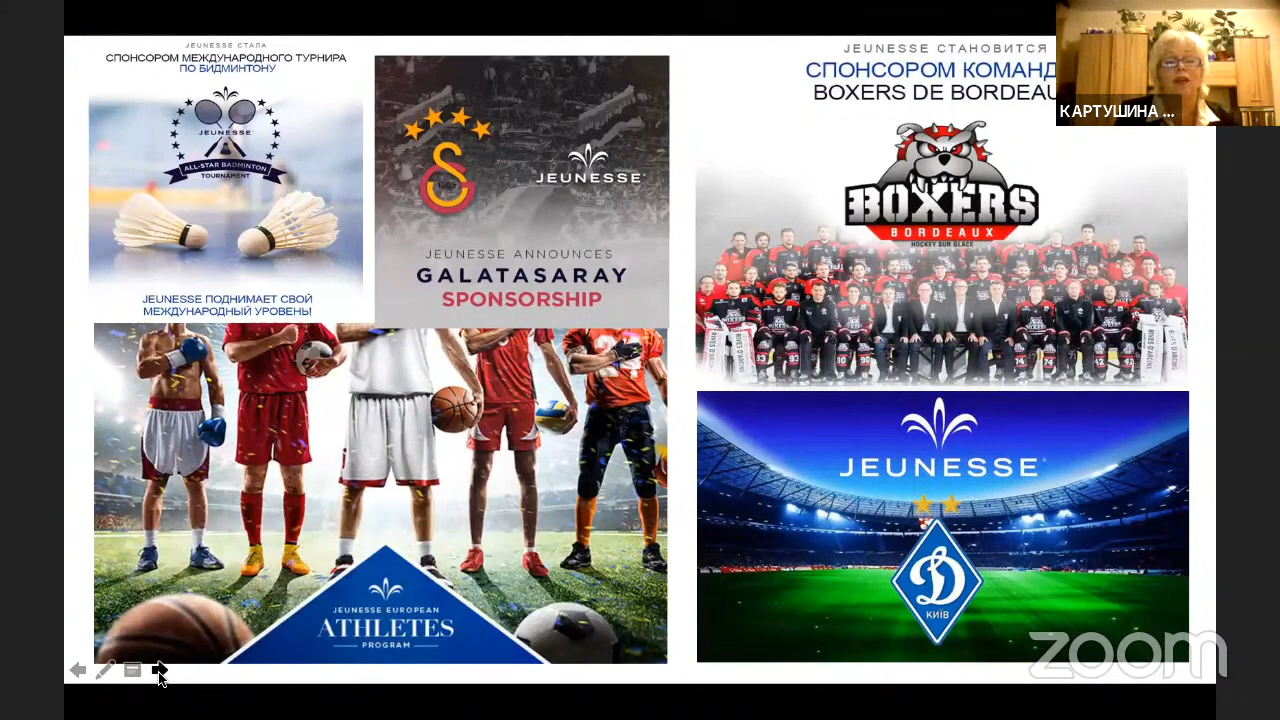 JEUNESSE СТАЛА
СПОНСОРОМ МЕЖДУНАРОДНОГО ТУРНИРА
ПО БИДМИНТОНУ
JEUNESSE
ALL-STAR BADMINTON
TOURNAMENT
JEUNESSE ПОДНИМАЕТ СВОЙ
МЕЖДУНАРОДНЫЙ УРОВЕНЬ!
1905
JEUNESSE
JEUNESSE ANNOUNCES
GALATASARAY
SPONSORSHIP
JEUNESSE EUROPEAN
ATHLETES
PROGRAM
JEUNESSE СТАНОВИТСЯ
СПОНСОРОМ КОМАНД
BOXERS DE BORDEAU
BOXERS
BORDEAUX
HOCKEY SUR GLACE
JEUNESSE
Д
КИЇВ
КАРТУШИНА ...
zoom